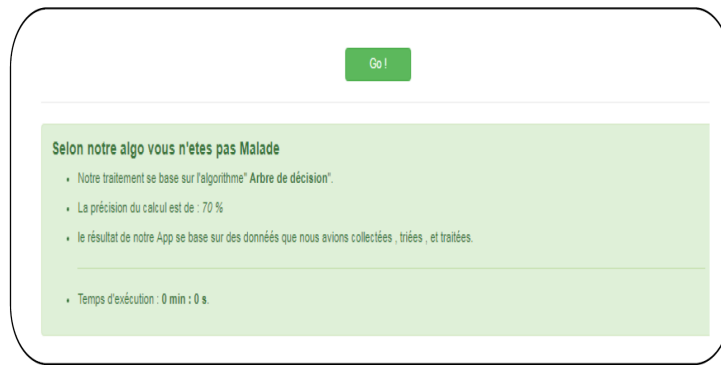 Go !
Selon notre algo vous n'etes pas Malade
Notre traitement se base sur l'algorithme" Arbre de décision".
La précision du calcul est de : 70 %
le résultat de notre App se base sur des donnéés que nous avions collectées , triées , et traitées.
Temps d'exécution : 0 min : 0 s.